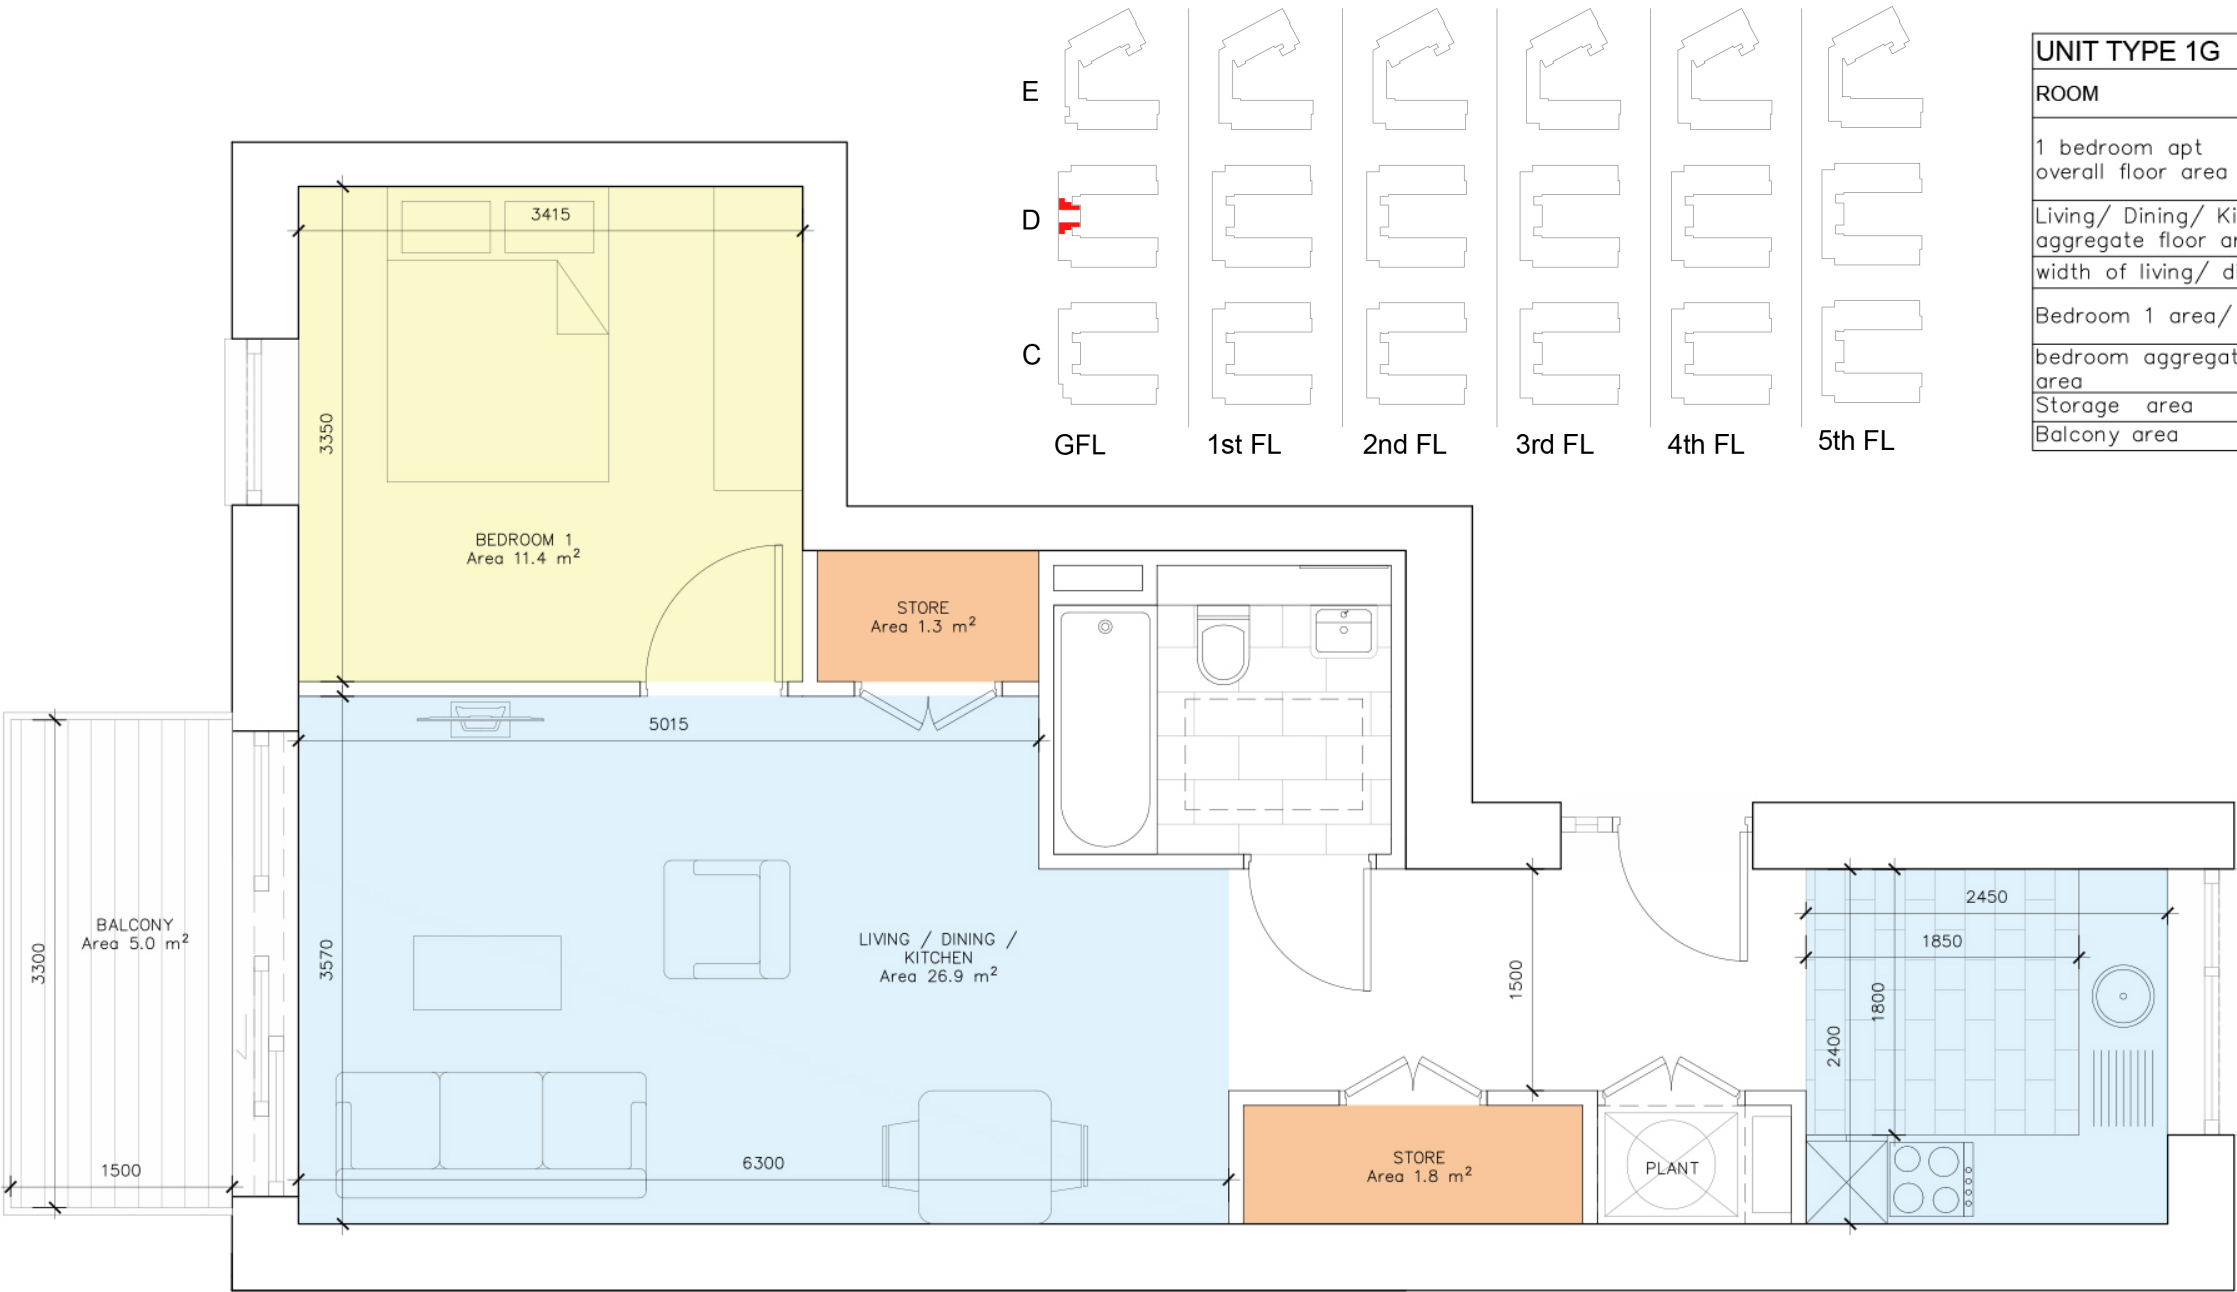 E
D
C
GFL
1st FL
2nd FL
3rd FL
4th FL
5th FL
UNIT TYPE 1G
ROOM
1 bedroom apt
overall floor area
Living/ Dining/ Ki
aggregate floor ar
width of living/ di
Bedroom 1 area/
bedroom aggregat
area
Storage area
Balcony area
3415
3350
BEDROOM 1
Area 11.4 m²
STORE
Area 1.3 m²
5015
BALCONY
Area 5.0 m²
3300
1500
3570
LIVING / DINING /
KITCHEN
Area 26.9 m²
6300
1500
STORE
Area 1.8 m²
PLANT
2450
1850
1800
2400